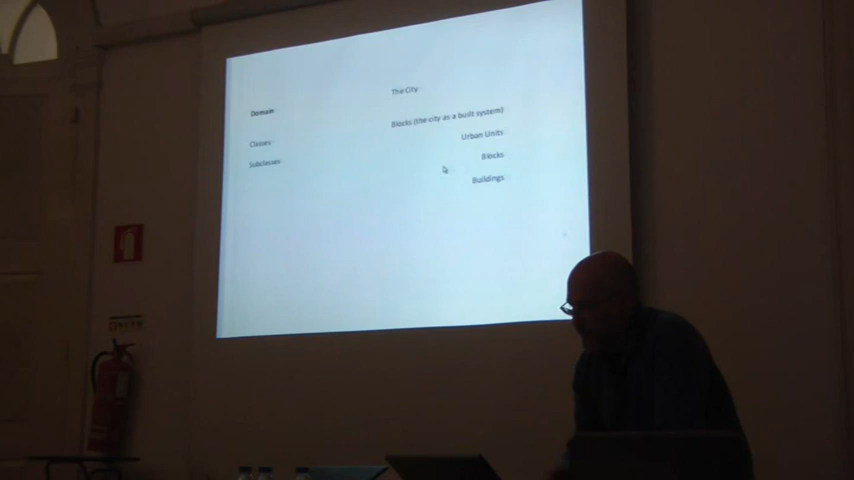 The City
Domain
Blocks (the city as a built system)
Classes
Urban Units
Subclasses
Blocks
Buildings